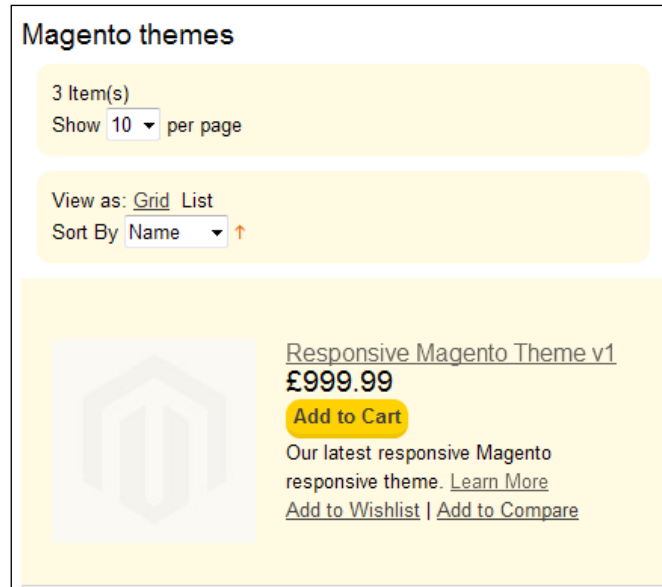 Magento themes
3 Item(s)
Show 10 per page
View as: Grid List
Sort By Name ↑
Responsive Magento Theme v1
£999.99
Add to Cart
Our latest responsive Magento
responsive theme. Learn More
Add to Wishlist | Add to Compare